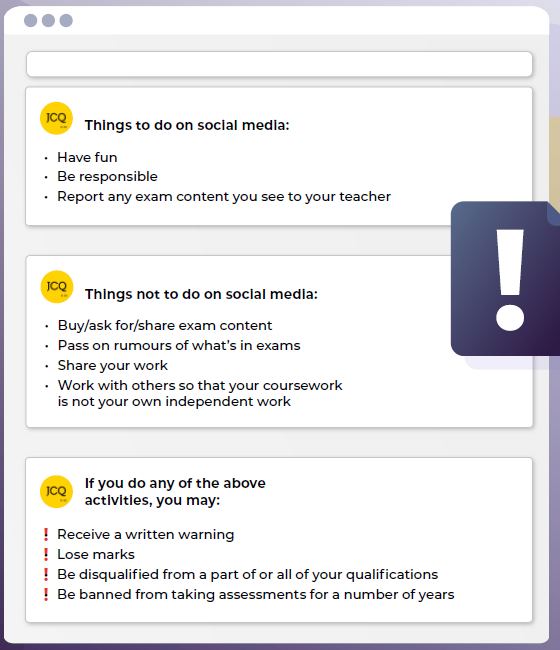 JCQ
Things to do on social media:
• Have fun
• Be responsible
• Report any exam content you see to your teacher
JCQ
Things not to do on social media:
• Buy/ask for/share exam content
• Pass on rumours of what's in exams
• Share your work
• Work with others so that your coursework
is not your own independent work
!
JCQ
If you do any of the above
activities, you may:
! Receive a written warning
! Lose marks
! Be disqualified from a part of or all of your qualifications
! Be banned from taking assessments for a number of years